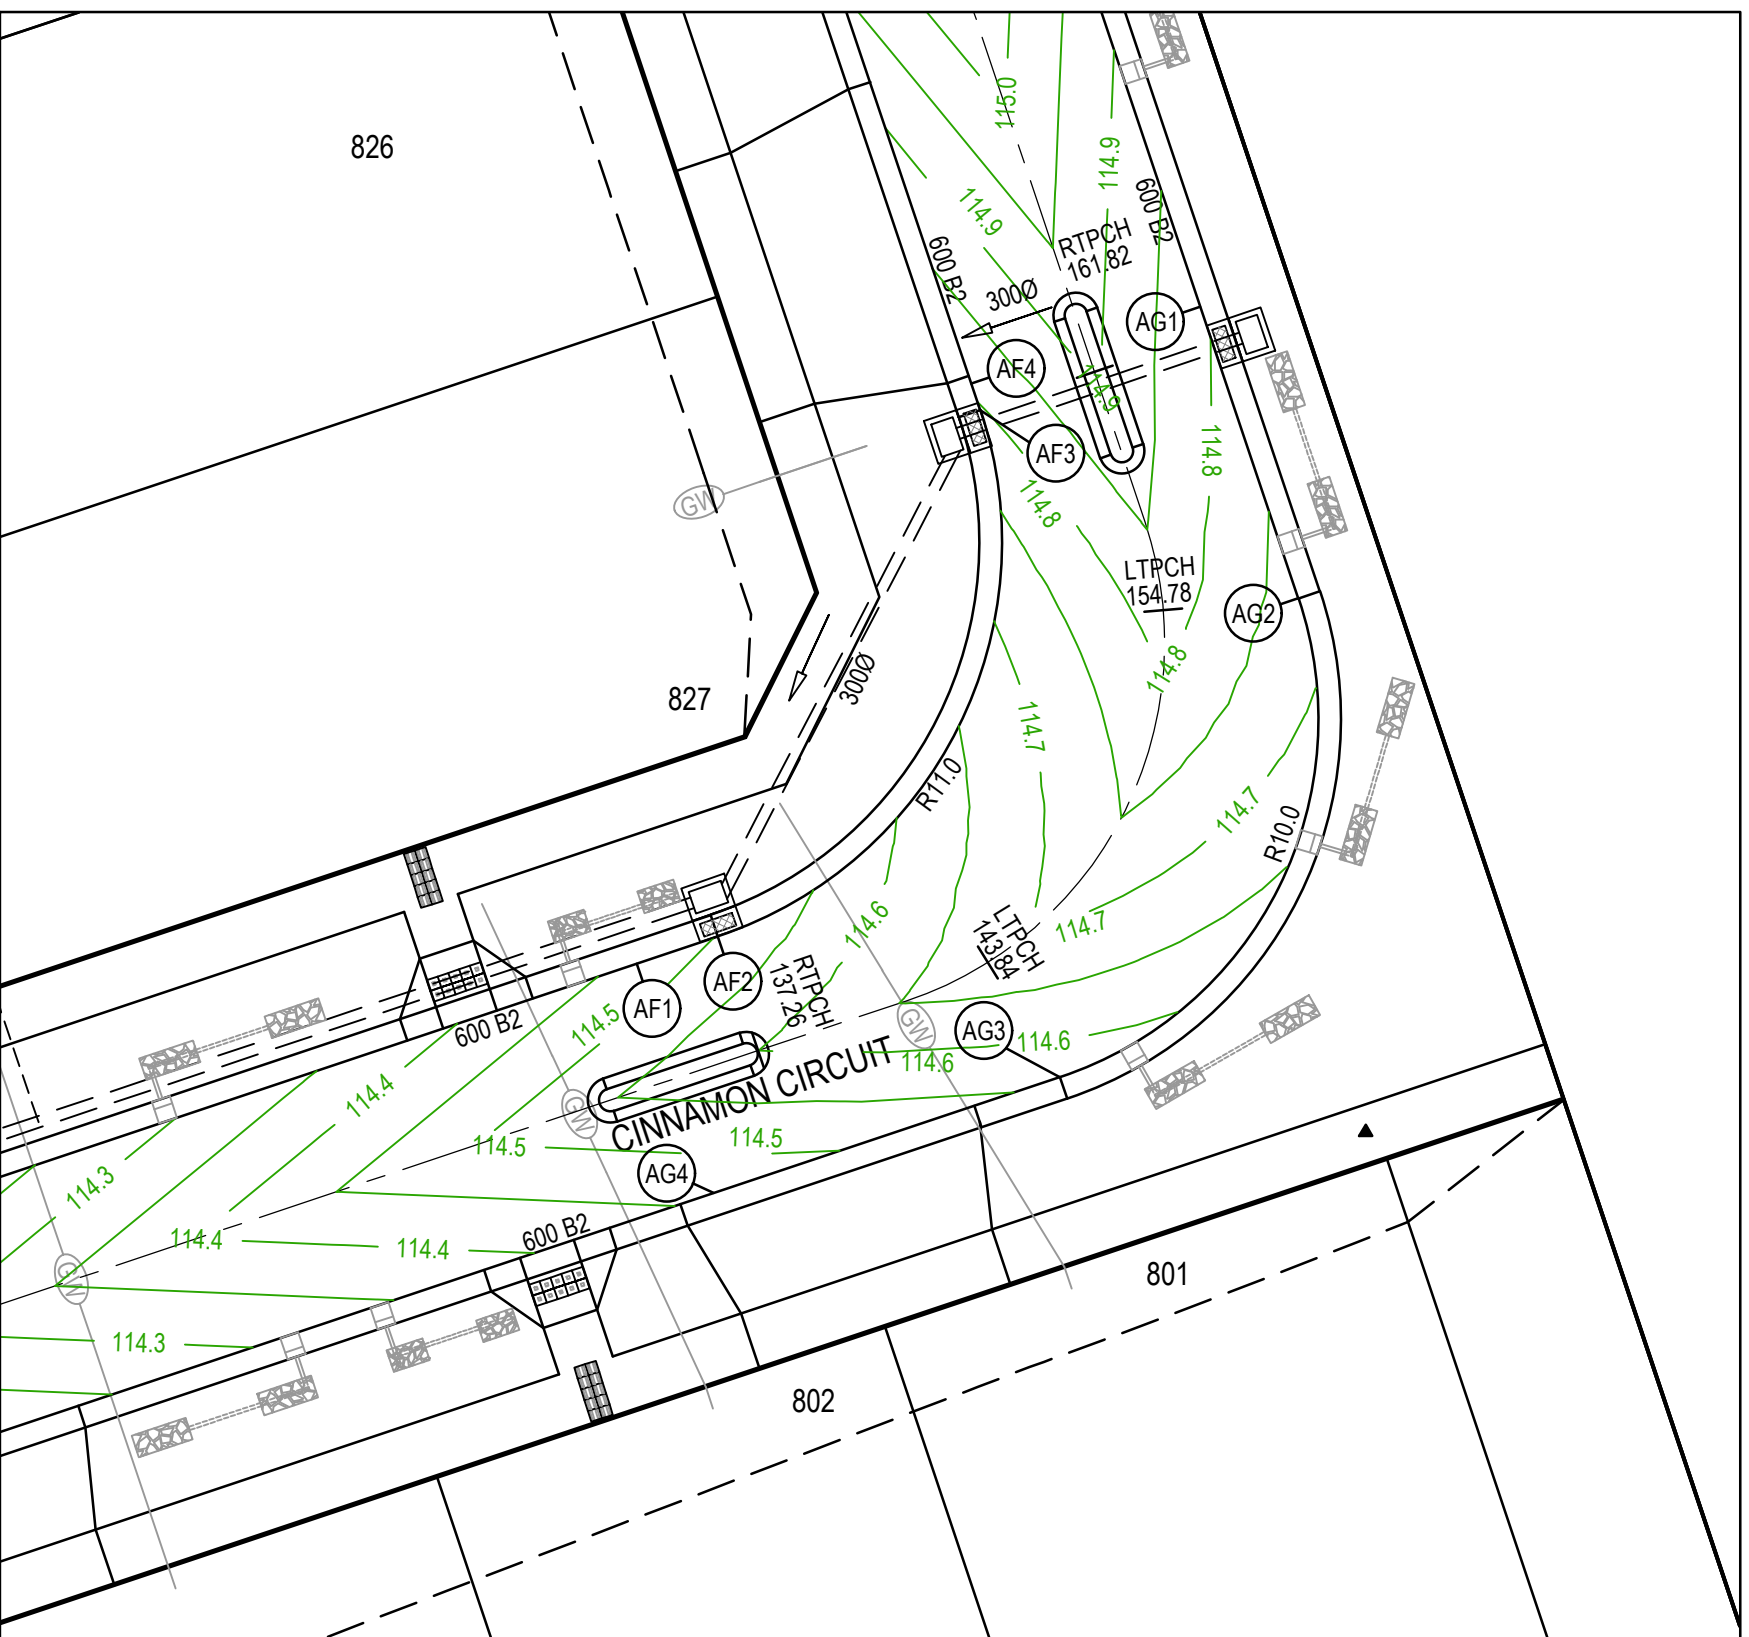 826
115.0
114.9
114.9
600 B2
600 B2
RTPCH
161.82
300Ø
AG1
AF4
114.9
AF3
114.8
114.8
GW
LTPCH
154.78
AG2
114.8
827
300Ø
114.7
R11.0
114.7
R10.0
114.6
LTPCH
143.84
114.7
RTPCH
137.26
AF2
AF1
114.5
600 B2
GW
AG3
114.6
114.6
CINNAMON CIRCUIT
GW
114.4
114.5
114.5
AG4
114.3
114.4
114.4
600 B2
GW
801
114.3
802